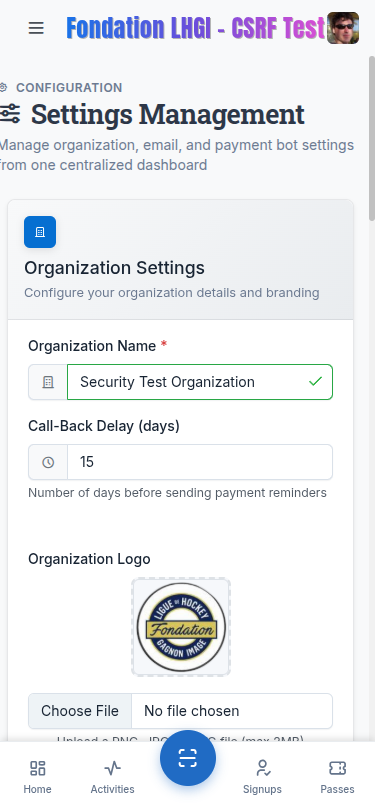 Fondation LHGI - CSRF Test
CONFIGURATION
Settings Management
Manage organization, email, and payment bot settings
from one centralized dashboard
Organization Settings
Configure your organization details and branding
Organization Name *
Security Test Organization
Call-Back Delay (days)
15
Number of days before sending payment reminders
Organization Logo
LIGUE DE HOCKEY
Fondation
GAGNON IMAGE
Choose File
No file chosen
Home
Activities
Signups
Passes